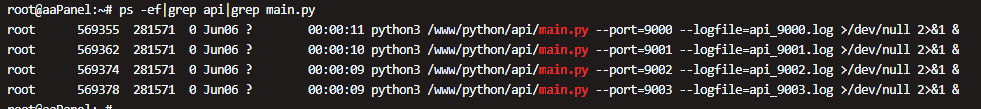 root@aaPanel:~# ps -ef|grep api|grep main.py
root      569355  281571  0 Jun06 ?        00:00:11 python3 /www/python/api/main.py --port=9000 --logfile=api_9000.log >/dev/null 2>&1 &
root      569362  281571  0 Jun06 ?        00:00:10 python3 /www/python/api/main.py --port=9001 --logfile=api_9001.log >/dev/null 2>&1 &
root      569374  281571  0 Jun06 ?        00:00:09 python3 /www/python/api/main.py --port=9002 --logfile=api_9002.log >/dev/null 2>&1 &
root      569378  281571  0 Jun06 ?        00:00:09 python3 /www/python/api/main.py --port=9003 --logfile=api_9003.log >/dev/null 2>&1 &
root@aaPanel:~#